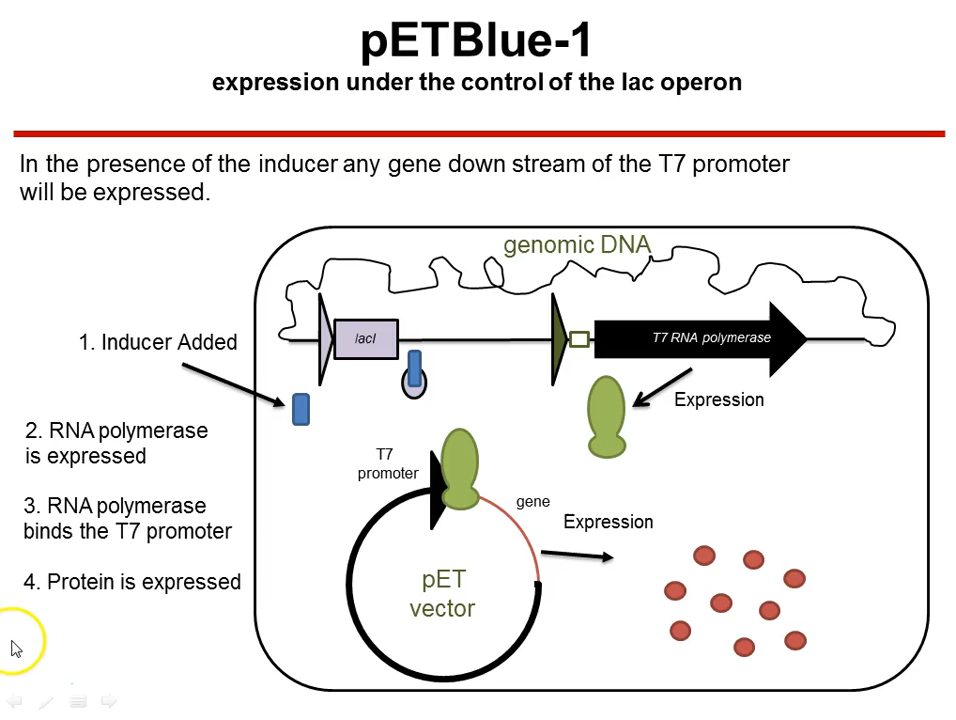 pETBlue-1
expression under the control of the lac operon
In the presence of the inducer any gene down stream of the T7 promoter
will be expressed.
genomic DNA
1. Inducer Added
lacI
T7 RNA polymerase
Expression
2. RNA polymerase
is expressed
T7
promoter
3. RNA polymerase
binds the T7 promoter
gene
Expression
4. Protein is expressed
pET
vector